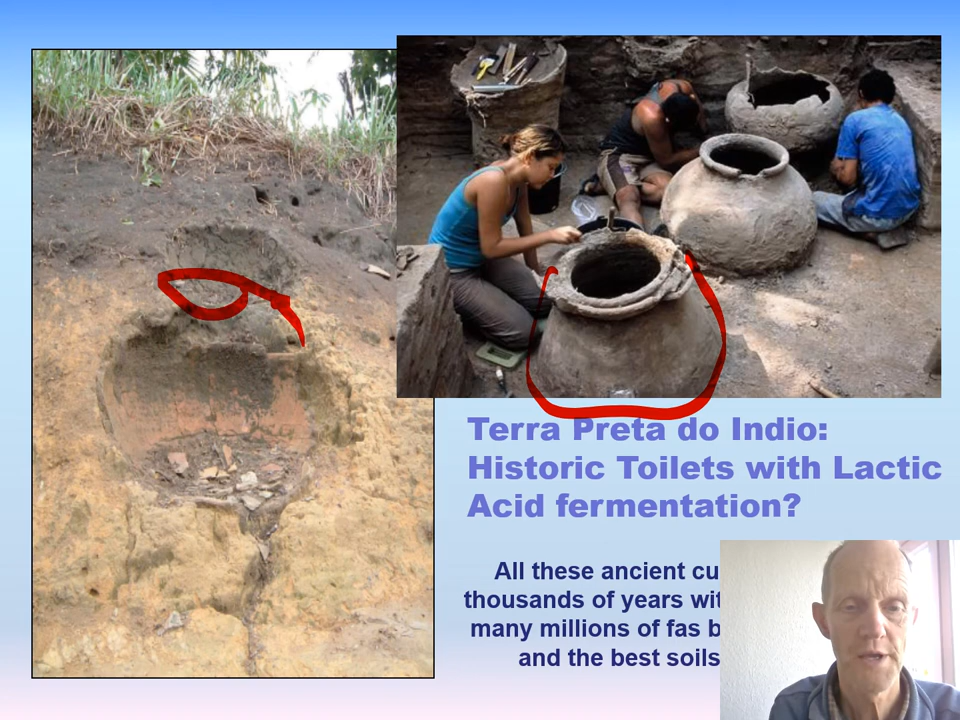 Terra Preta do Indio:
Historic Toilets with Lactic
Acid fermentation?
All these ancient cu
thousands of years wit
many millions of fas b
and the best soils